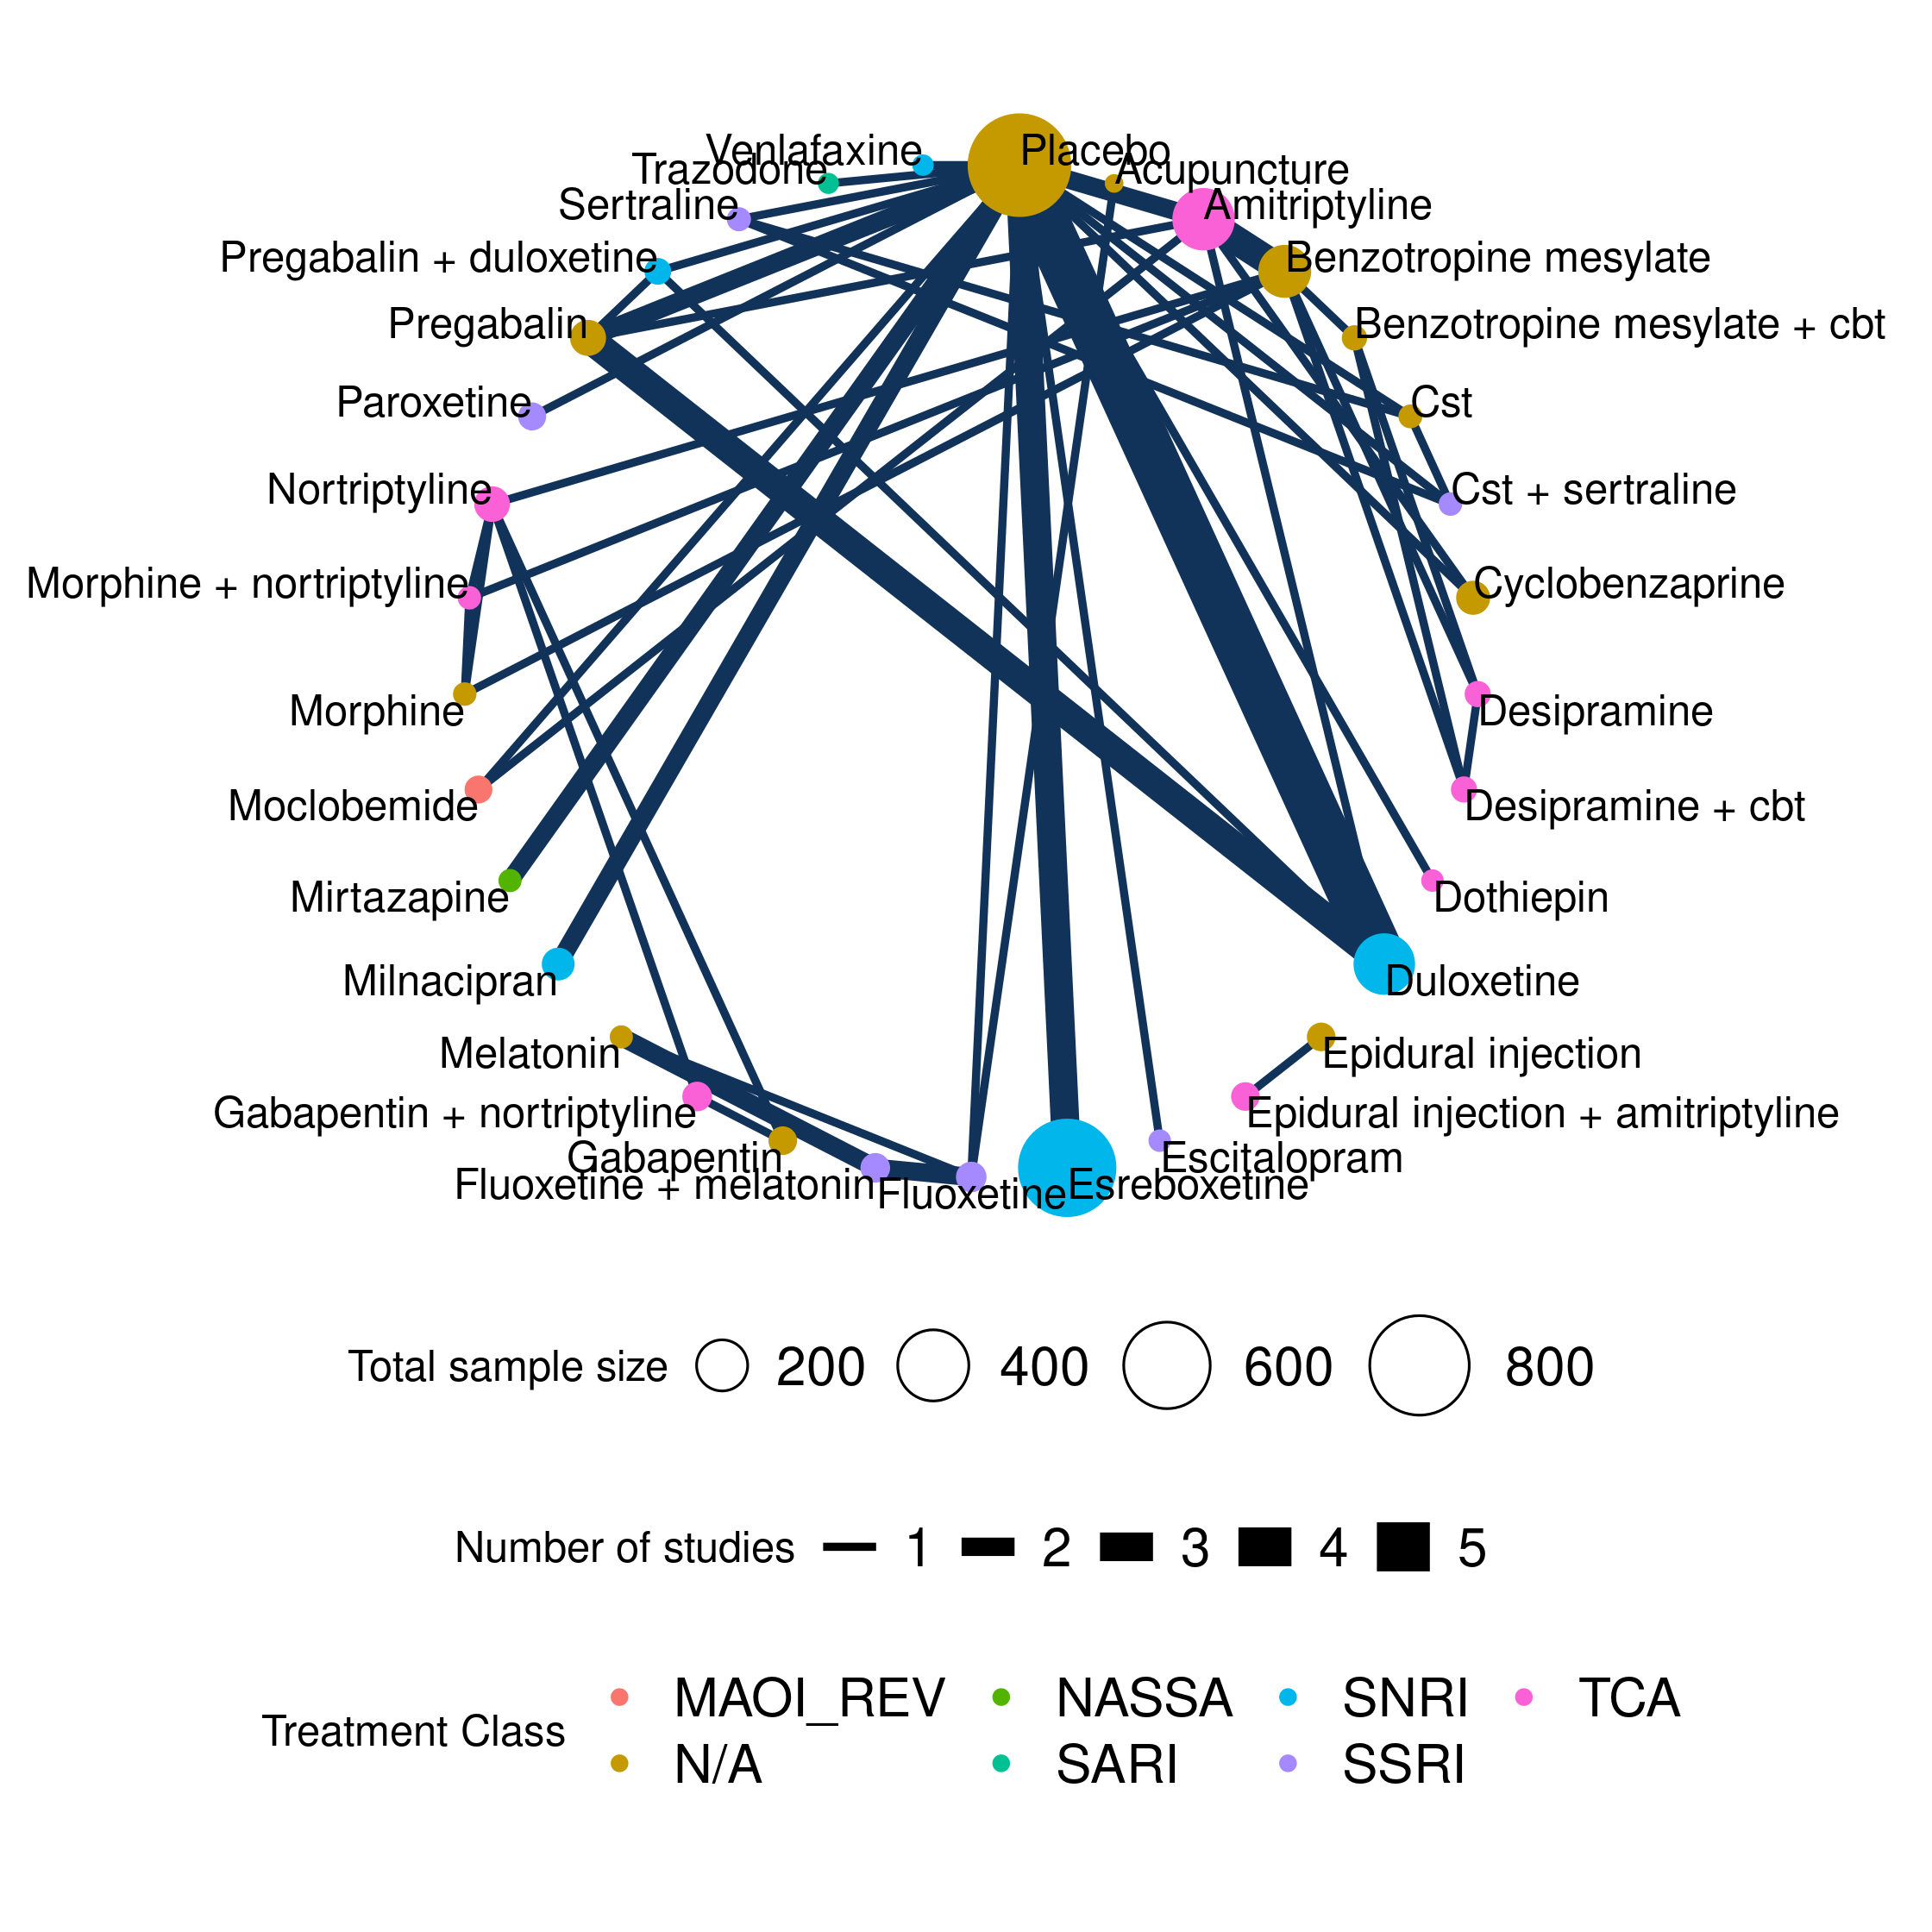 Venlafaxine
Placebo
Trazodone
Acupuncture
Sertraline
Amitriptyline
Pregabalin + duloxetine
Benzotropine mesylate
Pregabalin
Benzotropine mesylate + cbt
Paroxetine
Cst
Nortriptyline
Cst + sertraline
Morphine + nortriptyline
Cyclobenzaprine
Morphine
Desipramine
Moclobemide
Desipramine + cbt
Mirtazapine
Dothiepin
Milnacipran
Duloxetine
Melatonin
Epidural injection
Gabapentin + nortriptyline
Epidural injection + amitriptyline
Gabapentin
Escitalopram
Fluoxetine + melatonin
Fluoxetine
Esreboxetine
Total sample size 200 400 600 800
Number of studies 1 2 3 4 5
Treatment Class
MAOI_REV NASSA SNRI TCA
N/A SARI SSRI